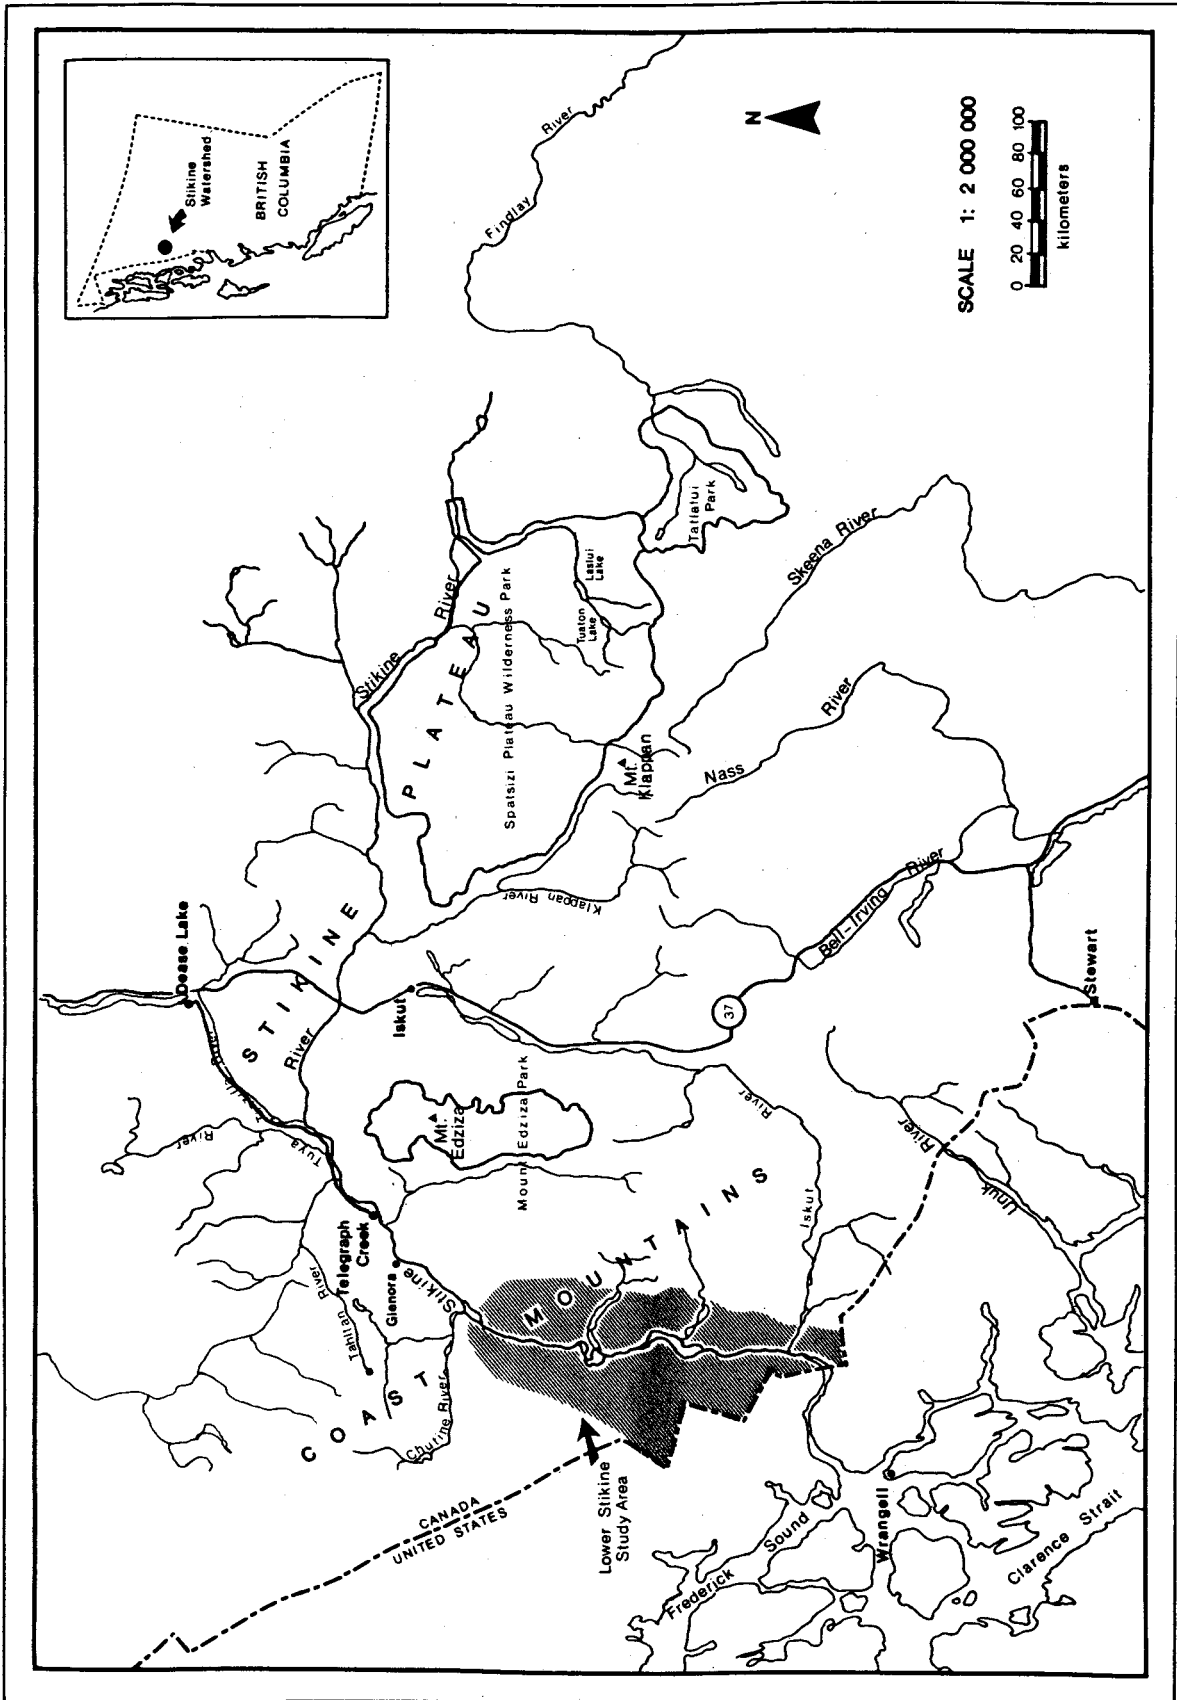 Stikine
Watershed
BRITISH
COLUMBIA
N
SCALE 1: 2 000 000
0 20 40 60 80 100
kilometers
Findlay
River
Dease Lake
STIKINE
PLATEAU
Stikine
River
Spatsizi Plateau Wilderness Park
Tuaton
Lake
Laslui
Lake
Tatlatui
Park
Skeena River
Mt.
Klappan
Nass
River
Klappan River
Bell-Irving
River
37
Iskut
River
Tuya
River
Mt.
Edziza
Mount Edziza Park
Telegraph
Creek
Glenora
Tahltan
River
Stikine
Chutine River
COAST
MOUNTAINS
Iskut
River
Unuk
River
Stewart
CANADA
UNITED STATES
Lower Stikine
Study Area
Frederick
Sound
Wrangell
Clarence Strait